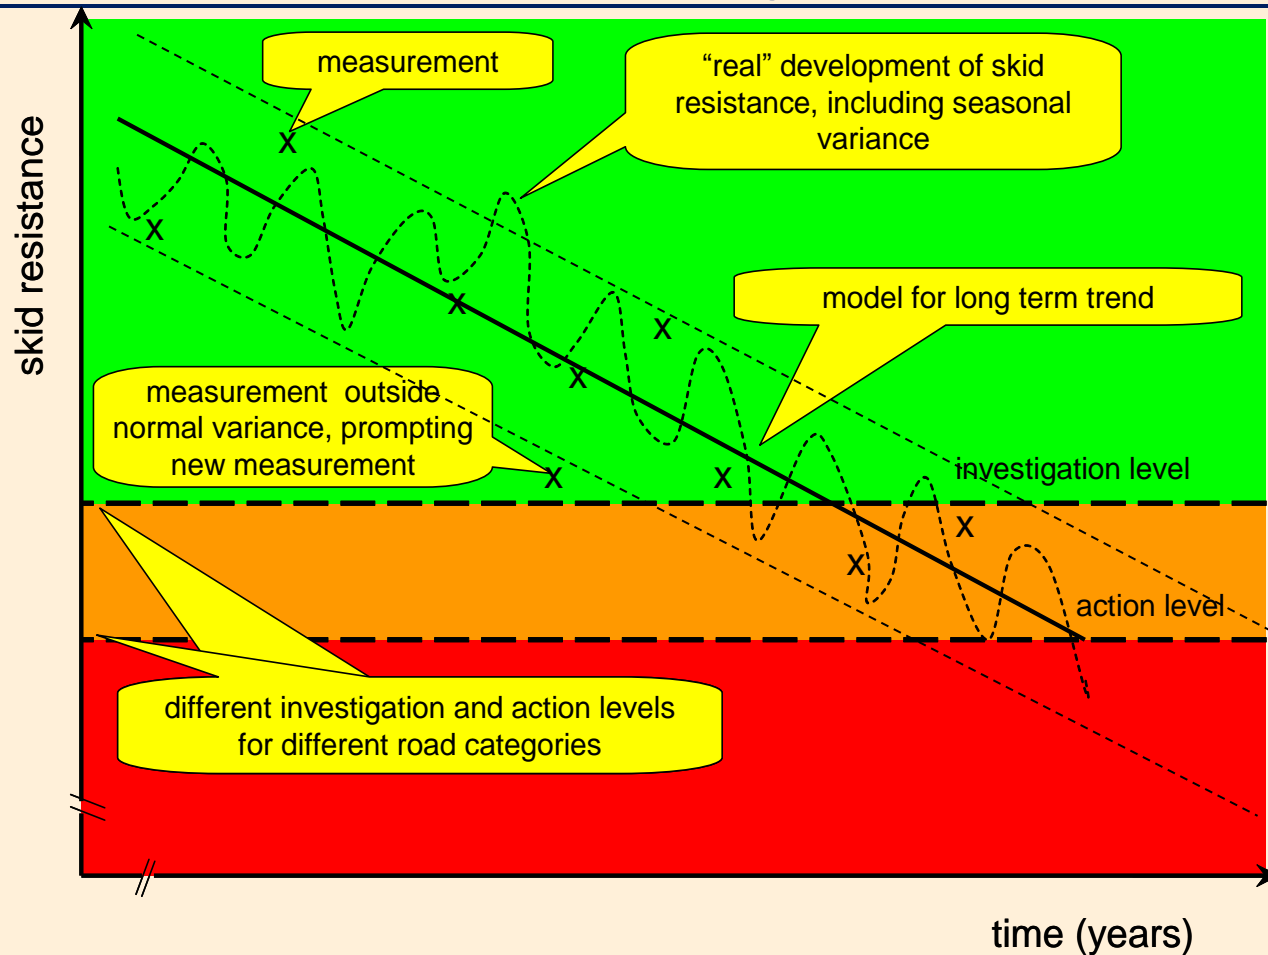 measurement
“real” development of skid
resistance, including seasonal
variance
skid resistance
x
x
model for long term trend
x
x
x
measurement outside
normal variance, prompting
new measurement
x
x
investigation level
x
x
action level
different investigation and action levels
for different road categories
time (years)